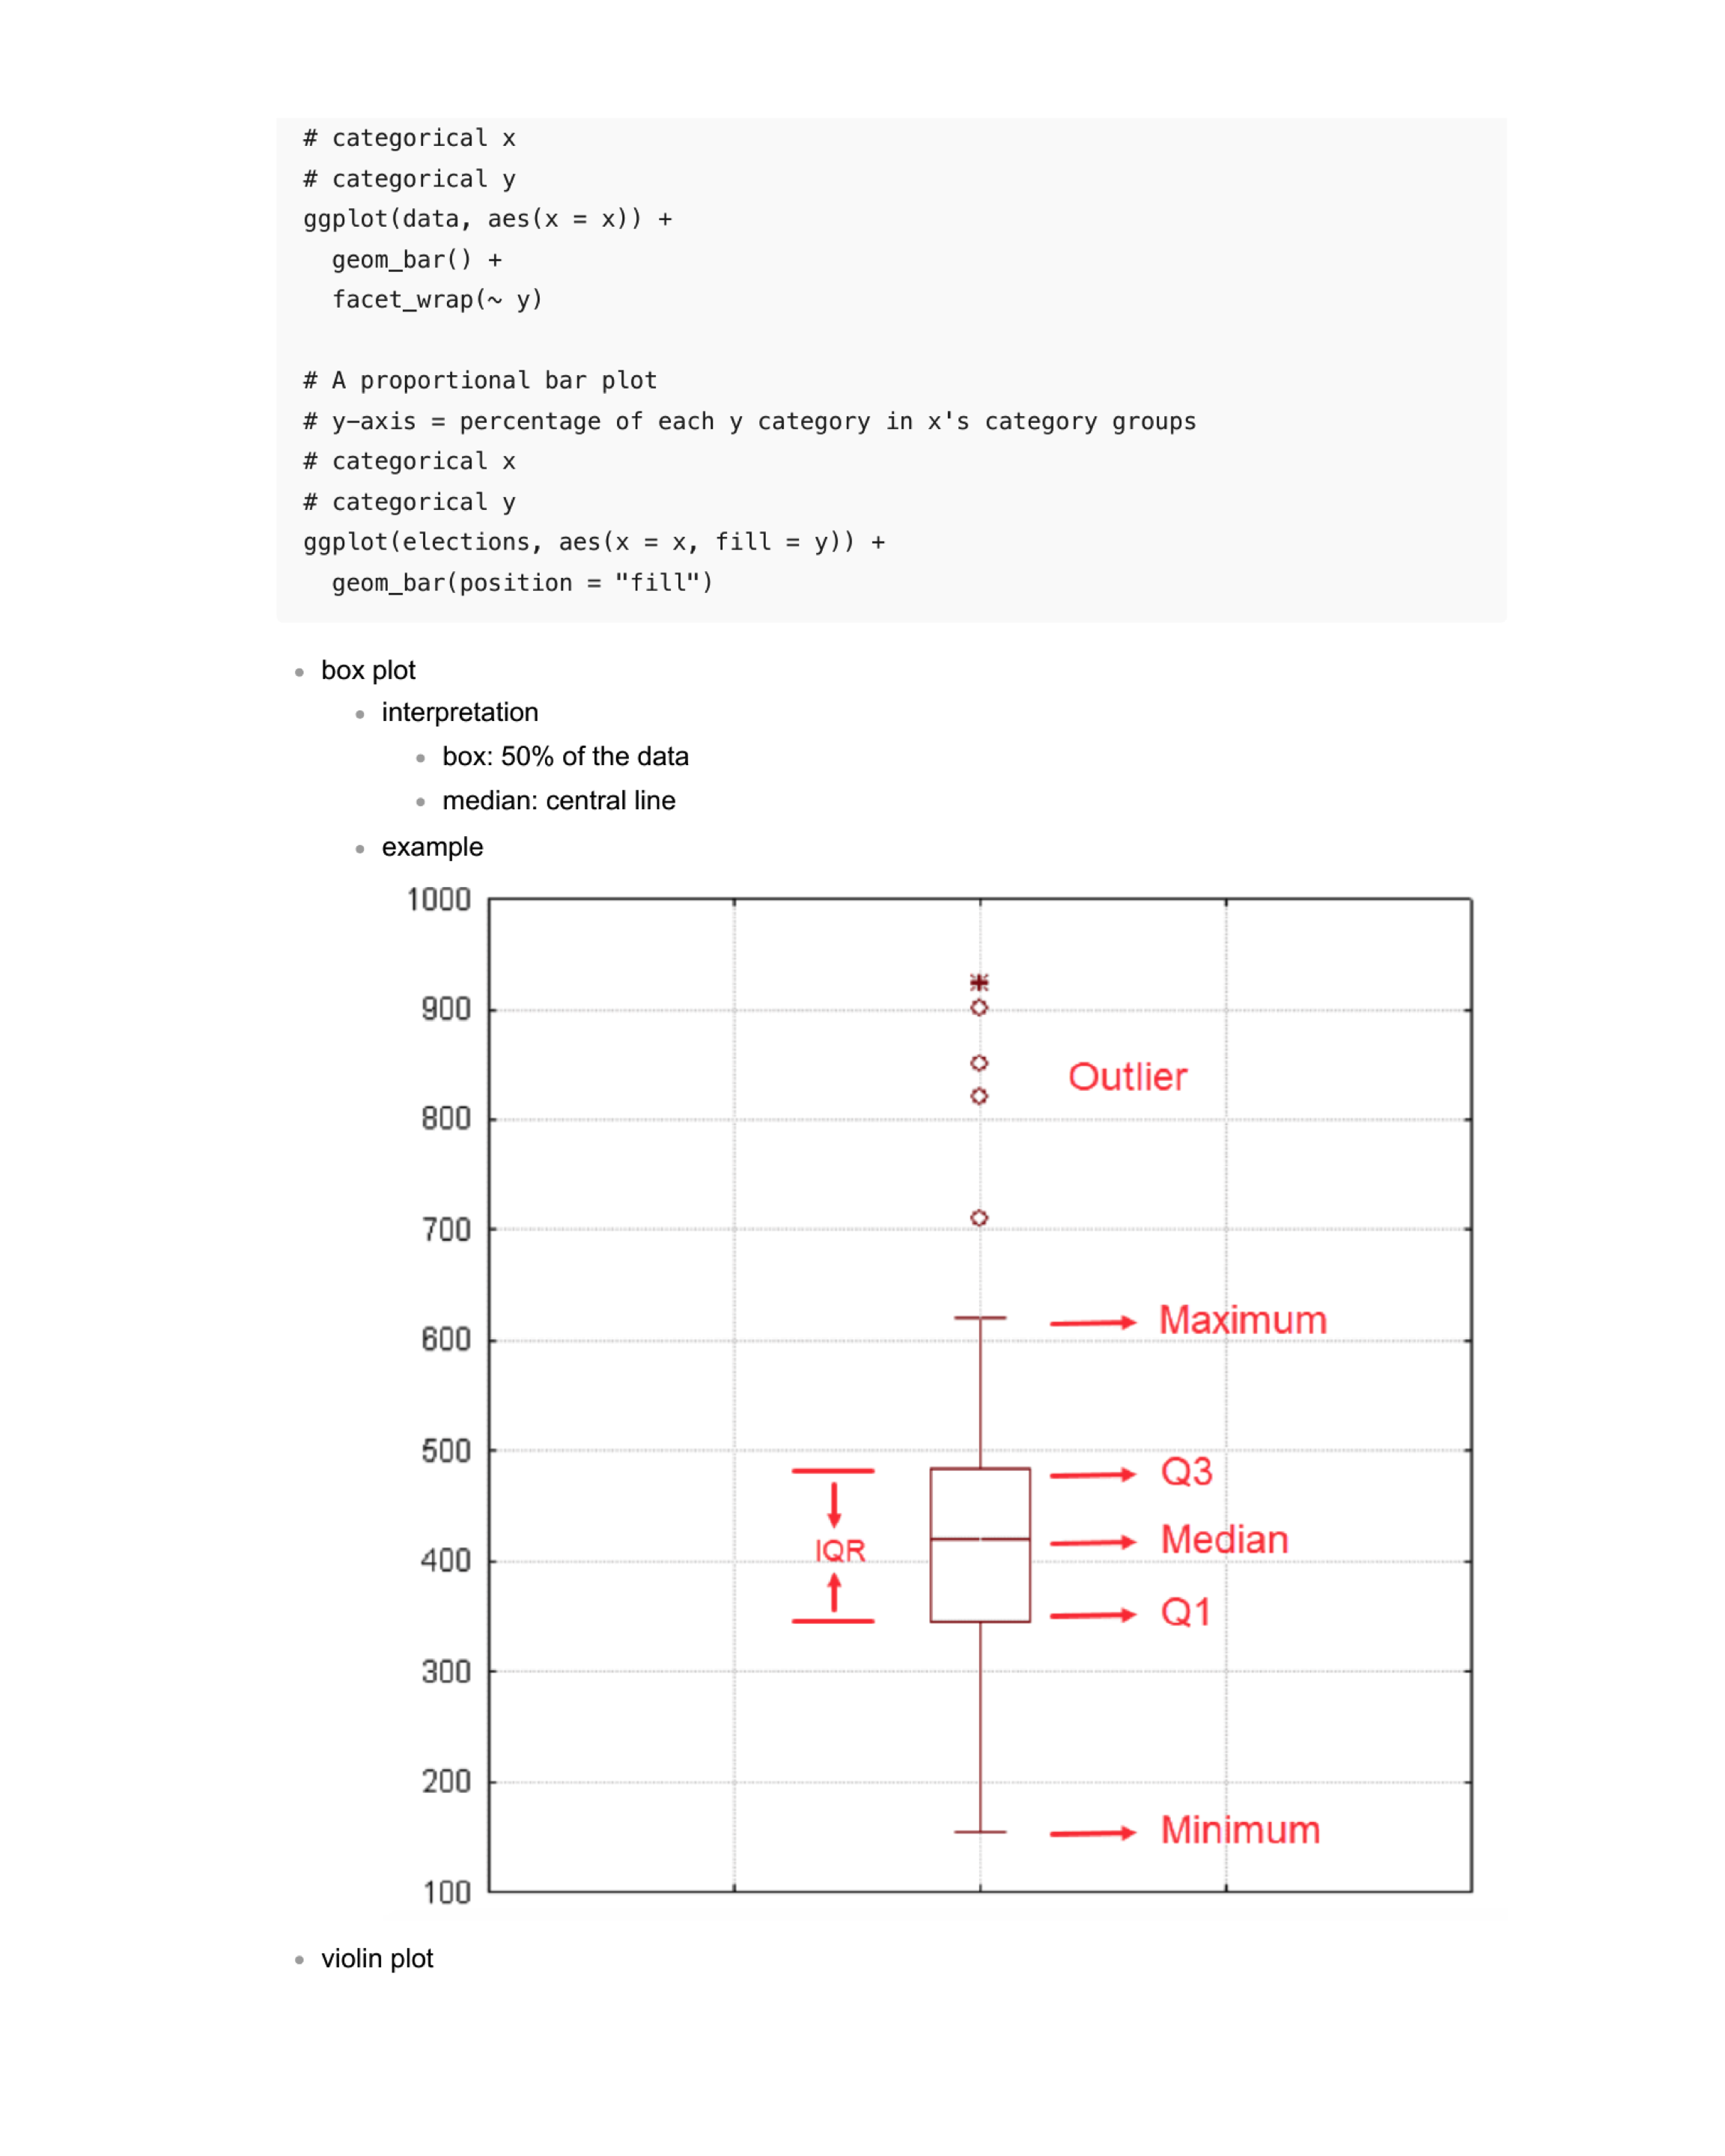 # categorical x
# categorical y
ggplot(data, aes(x = x)) +
  geom_bar() +
  facet_wrap(~ y)
# A proportional bar plot
# y-axis = percentage of each y category in x's category groups
# categorical x
# categorical y
ggplot(elections, aes(x = x, fill = y)) +
  geom_bar(position = "fill")
box plot
interpretation
box: 50% of the data
median: central line
example
1000
900
Outlier
800
700
Maximum
600
500
Q3
Median
IQR
400
Q1
300
200
Minimum
100
violin plot